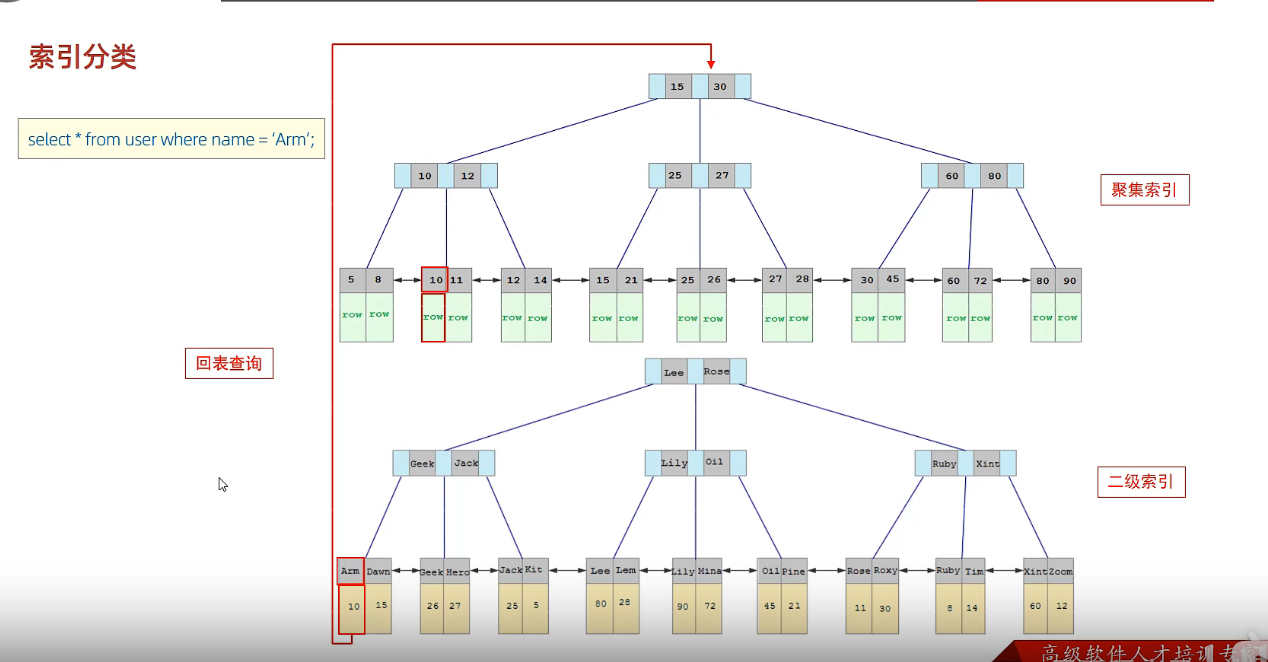 索引分类
select * from user where name = 'Arm';
15 30
10 12 25 27 60 80
聚集索引
5 8 10 11 12 14 15 21 25 26 27 28 30 45 60 72 80 90
row row row row row row row row row row row row row row row row row row
回表查询
Lee Rose
Geek Jack Lily Oil Ruby Xint
二级索引
Arm Dawn Geek Hero Jack Kit Lee Lem Lily Mina Oil Pine Rose Roxy Ruby Tim Xint Zoom
10 15 26 27 25 5 80 28 90 72 45 21 11 30 8 14 60 12
高级软件人才培训专家